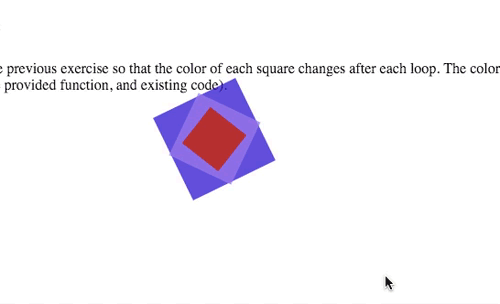 previous exercise so that the color of each square changes after each loop. The color
provided function, and existing code).